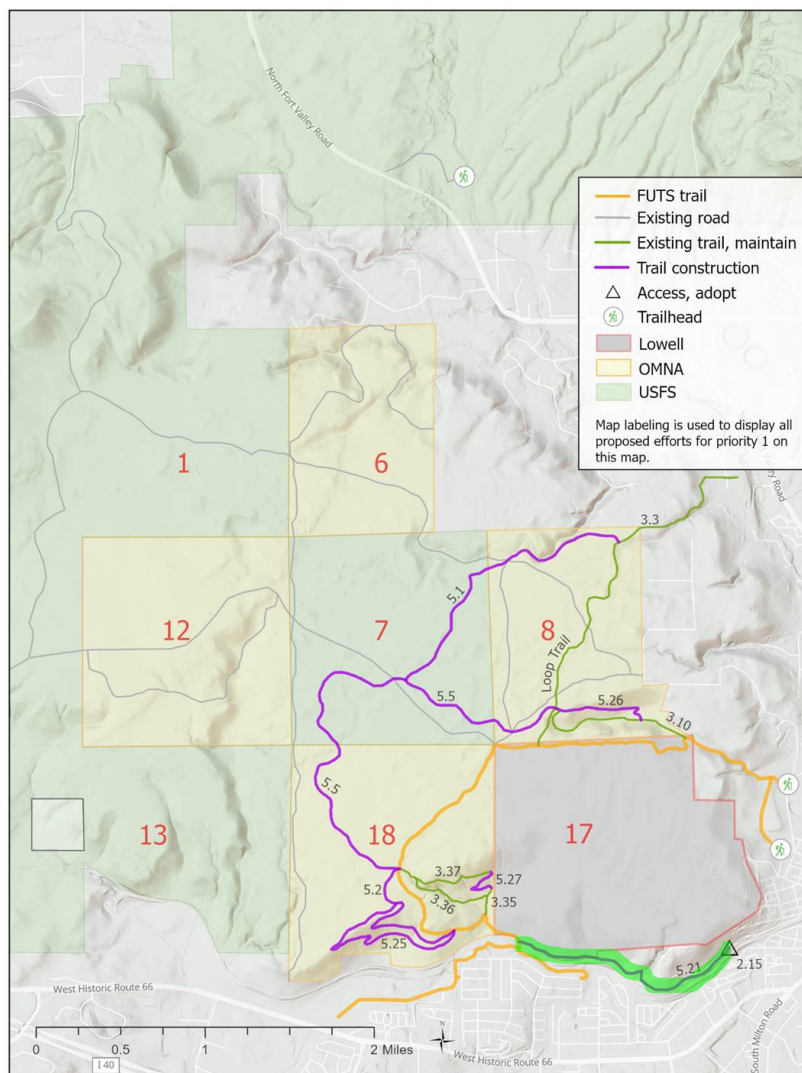 North Fort Valley Road
FUTS trail
Existing road
Existing trail, maintain
Trail construction
Access, adopt
Trailhead
Lowell
OMNA
USFS
Map labeling is used to display all
proposed efforts for priority 1 on
this map.
1
6
Valley Road
3.3
5.1
12
7
8
Loop Trail
5.5
5.26
3.10
5.5
13
18
17
3.37
5.27
5.2
3.36
3.35
5.25
5.21
2.15
West Historic Route 66
South Milton Road
N
0
0.5
1
2 Miles
I 40
West Historic Route 66